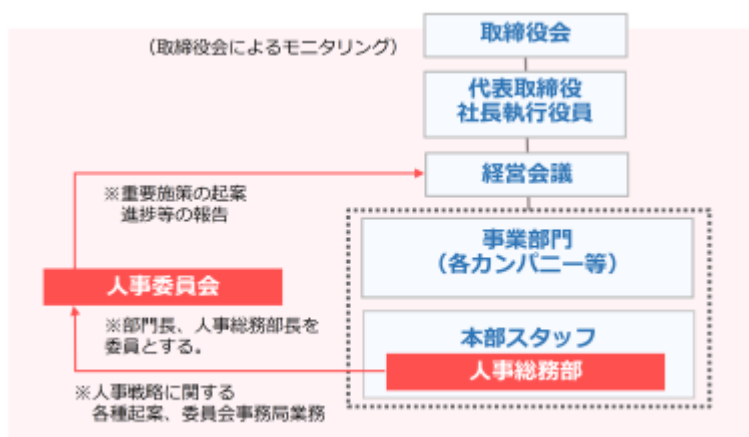 取締役会
（取締役会によるモニタリング）
代表取締役
社長執行役員
経営会議
※重要施策の起案
進捗等の報告
事業部門
（各カンパニー等）
人事委員会
※部門長、人事総務部長を
委員とする。
本部スタッフ
人事総務部
※人事戦略に関する
各種起案、委員会事務局業務